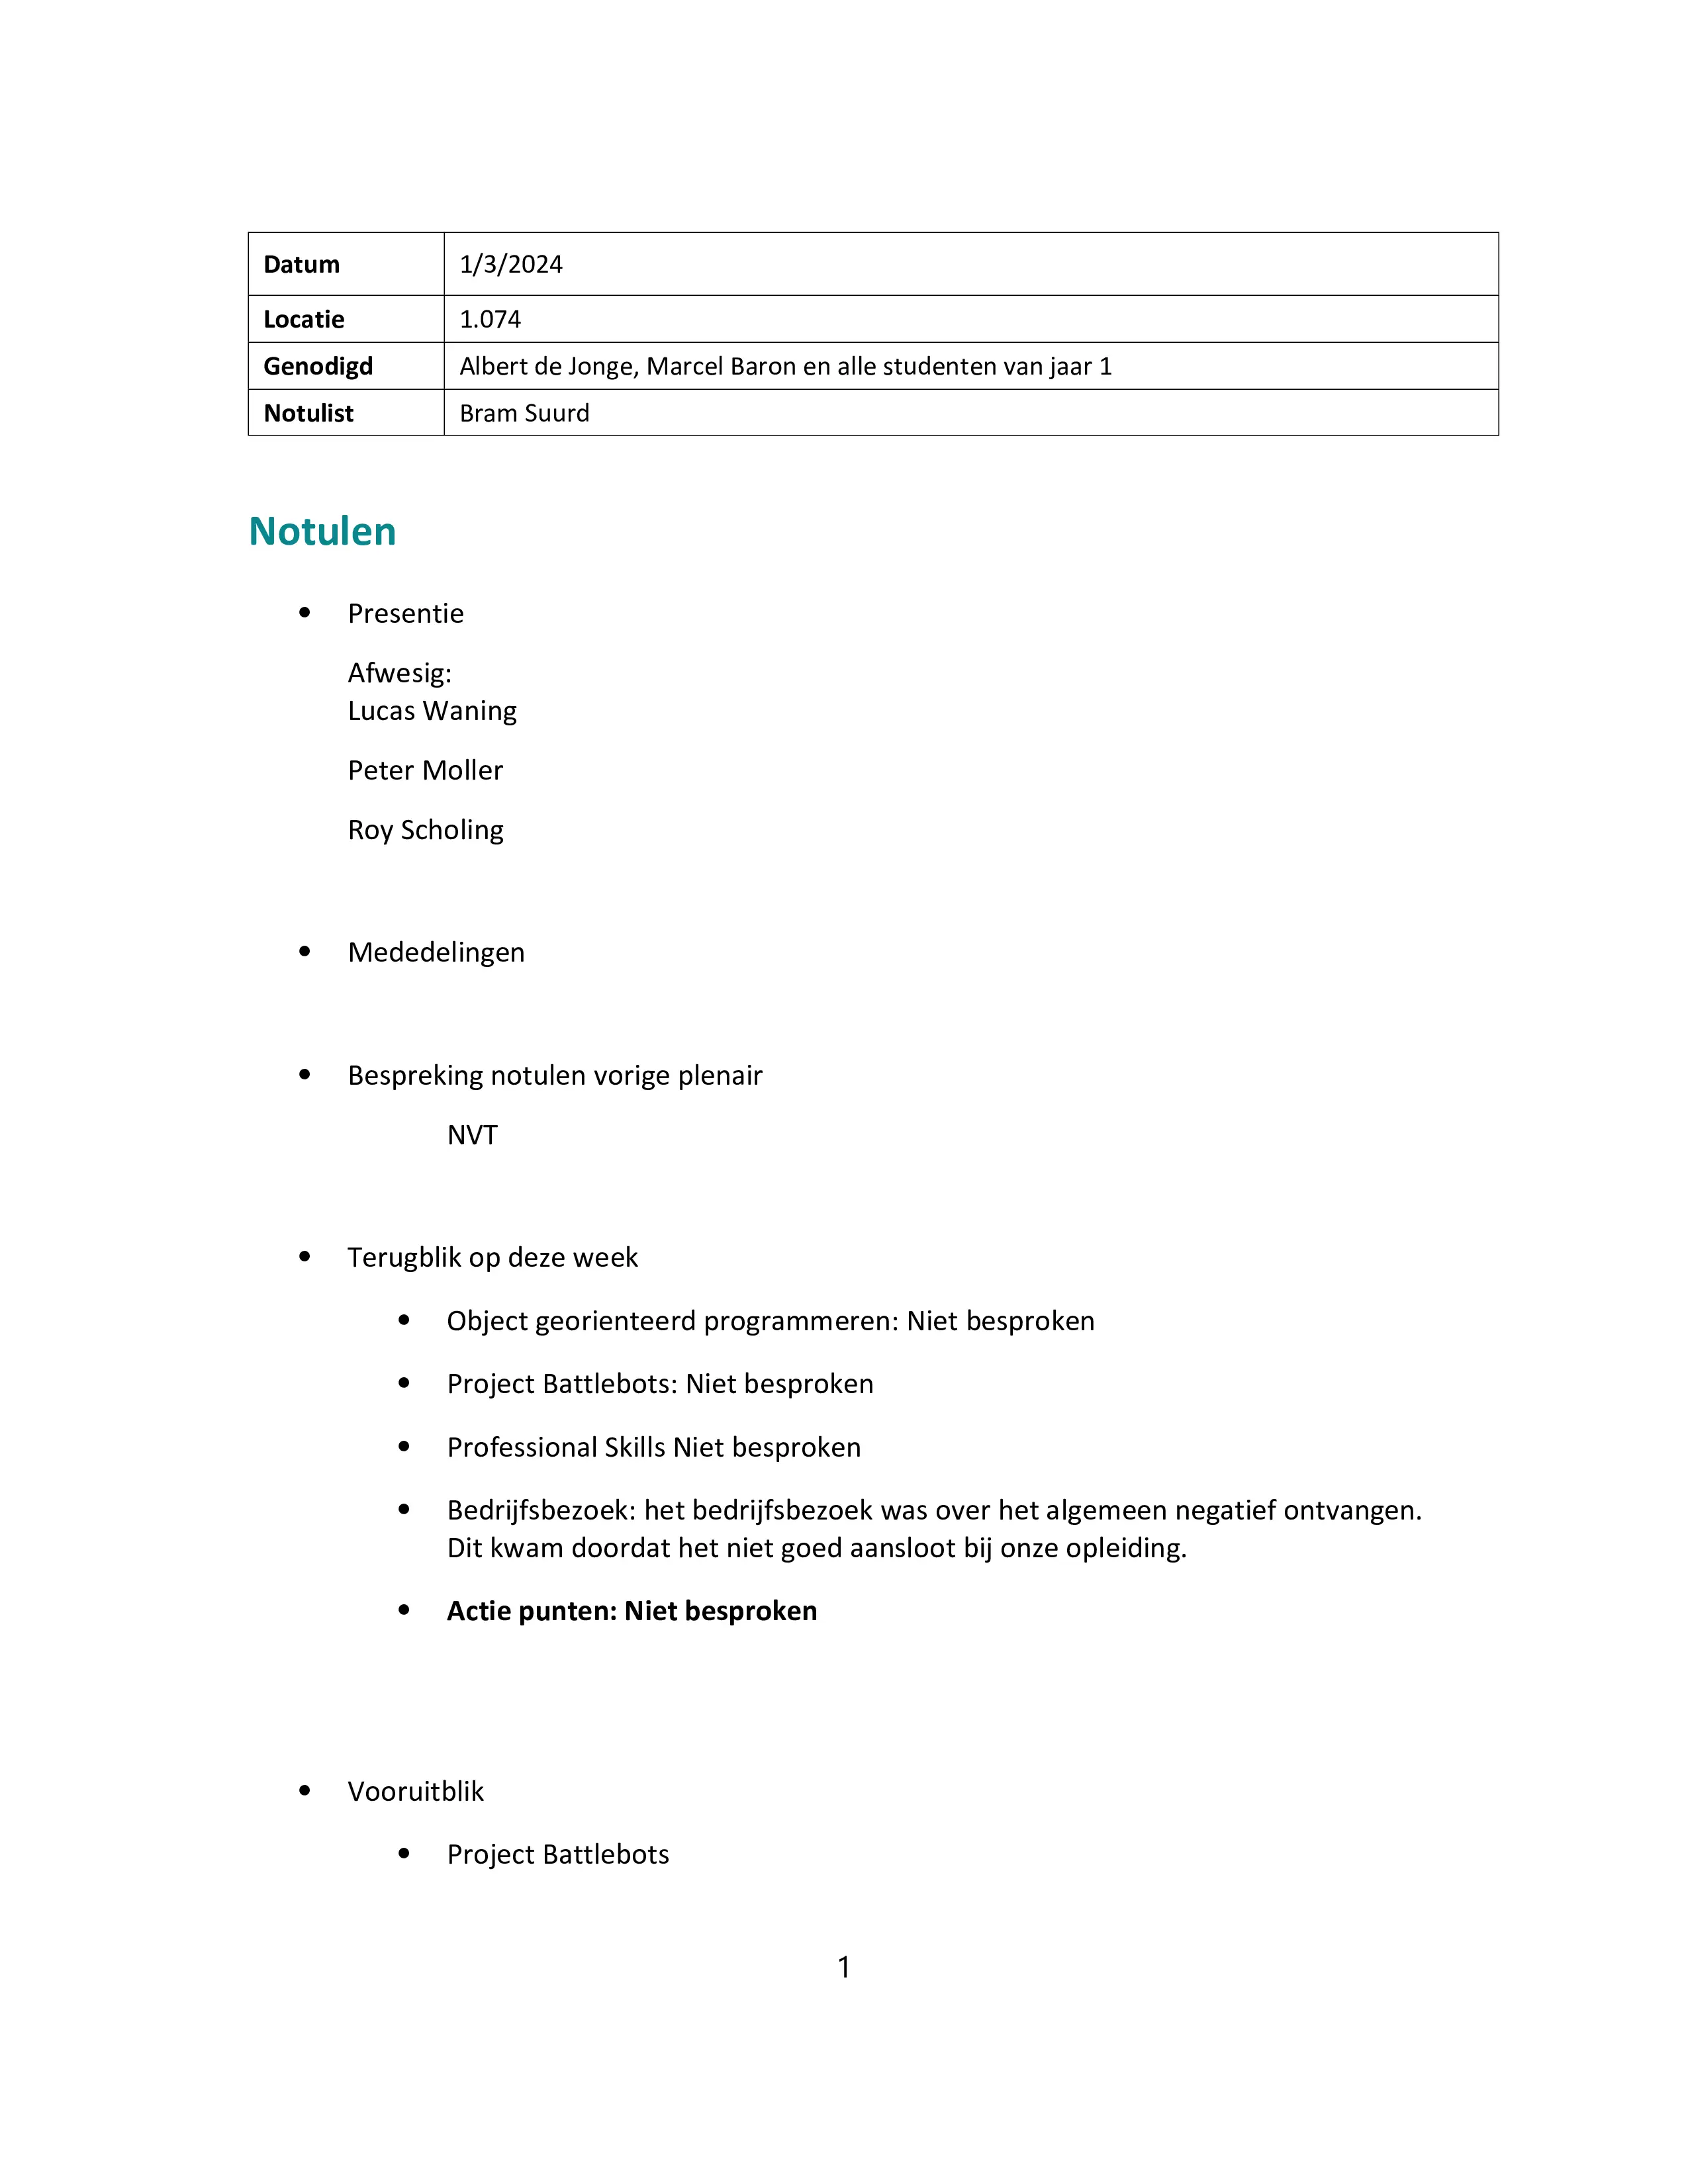 Datum 1/3/2024
Locatie 1.074
Genodigd Albert de Jonge, Marcel Baron en alle studenten van jaar 1
Notulist Bram Suurd
Notulen
• Presentie
Afwesig:
Lucas Waning
Peter Moller
Roy Scholing
• Mededelingen
• Bespreking notulen vorige plenair
NVT
• Terugblik op deze week
• Object georienteerd programmeren: Niet besproken
• Project Battlebots: Niet besproken
• Professional Skills Niet besproken
• Bedrijfsbezoek: het bedrijfsbezoek was over het algemeen negatief ontvangen.
Dit kwam doordat het niet goed aansloot bij onze opleiding.
• Actie punten: Niet besproken
• Vooruitblik
• Project Battlebots
1